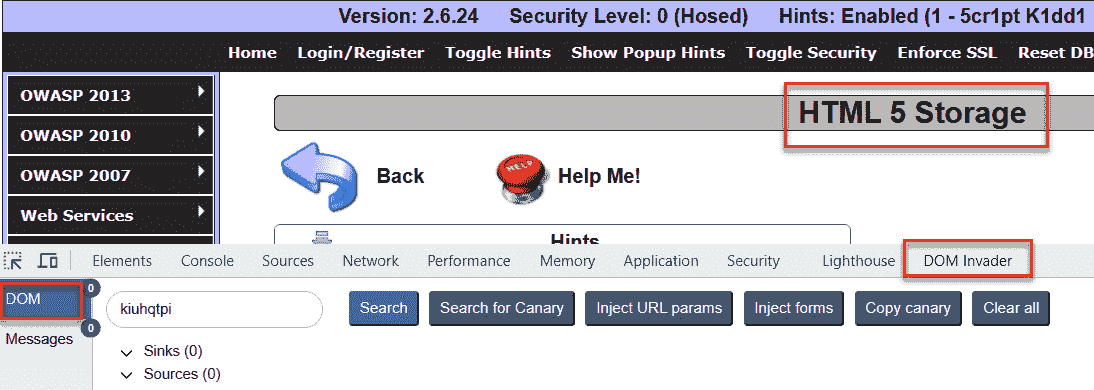 Version: 2.6.24 Security Level: 0 (Hosed) Hints: Enabled (1 - 5cr1pt K1dd1
Home Login/Register Toggle Hints Show Popup Hints Toggle Security Enforce SSL Reset DB
OWASP 2013
HTML 5 Storage
OWASP 2010
OWASP 2007
Back Help Me!
Web Services
Hints
Elements Console Sources Network Performance Memory Application Security Lighthouse DOM Invader
DOM 0
kiuhqtpi Search Search for Canary Inject URL params Inject forms Copy canary Clear all
0
Messages
Sinks (0)
Sources (0)